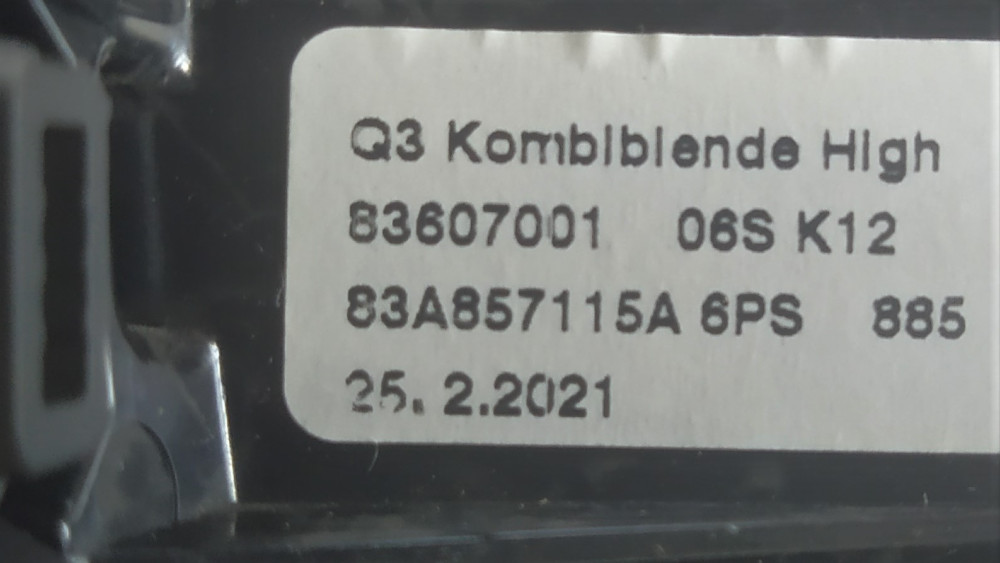 Q3 Kombiblende High
83607001 06S K12
83A857115A 6PS 885
25. 2.2021